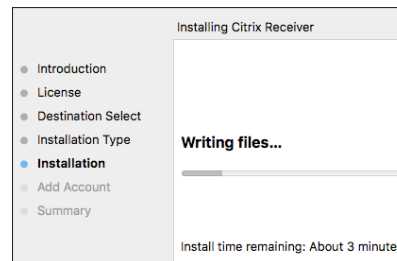 Installing Citrix Receiver
Introduction
License
Destination Select
Installation Type
Installation
Add Account
Summary
Writing files...
Install time remaining: About 3 minute